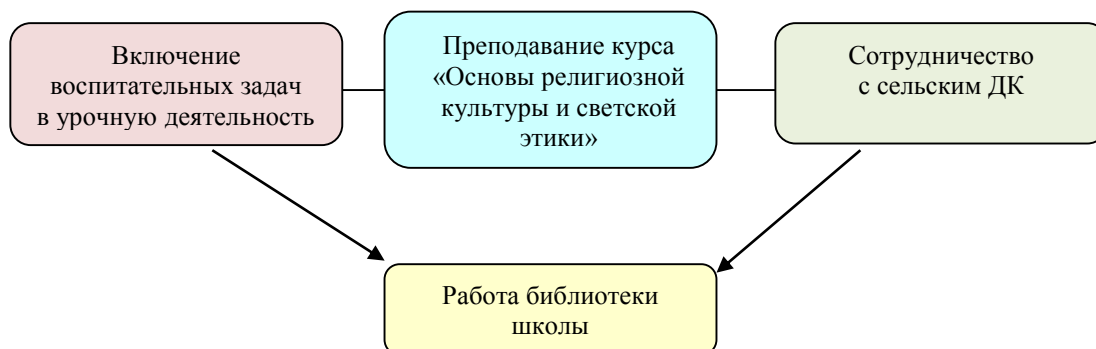 Включение
воспитательных задач
в урочную деятельность
Преподавание курса
«Основы религиозной
культуры и светской
этики»
Сотрудничество
с сельским ДК
Работа библиотеки
школы